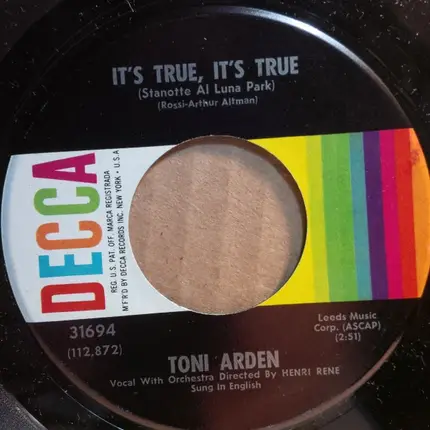 IT'S TRUE, IT'S TRUE
(Stanotte Al Luna Park)
(Rossi-Arthur Altman)
DECCA
REG. U.S. PAT. OFF. MARCA REGISTRADA
M'F'R'D BY DECCA RECORDS INC. NEW YORK • U.S.A
31694
(112,872)
Leeds Music
Corp. (ASCAP)
(2:51)
TONI ARDEN
Vocal With Orchestra Directed By HENRI RENE
Sung In English